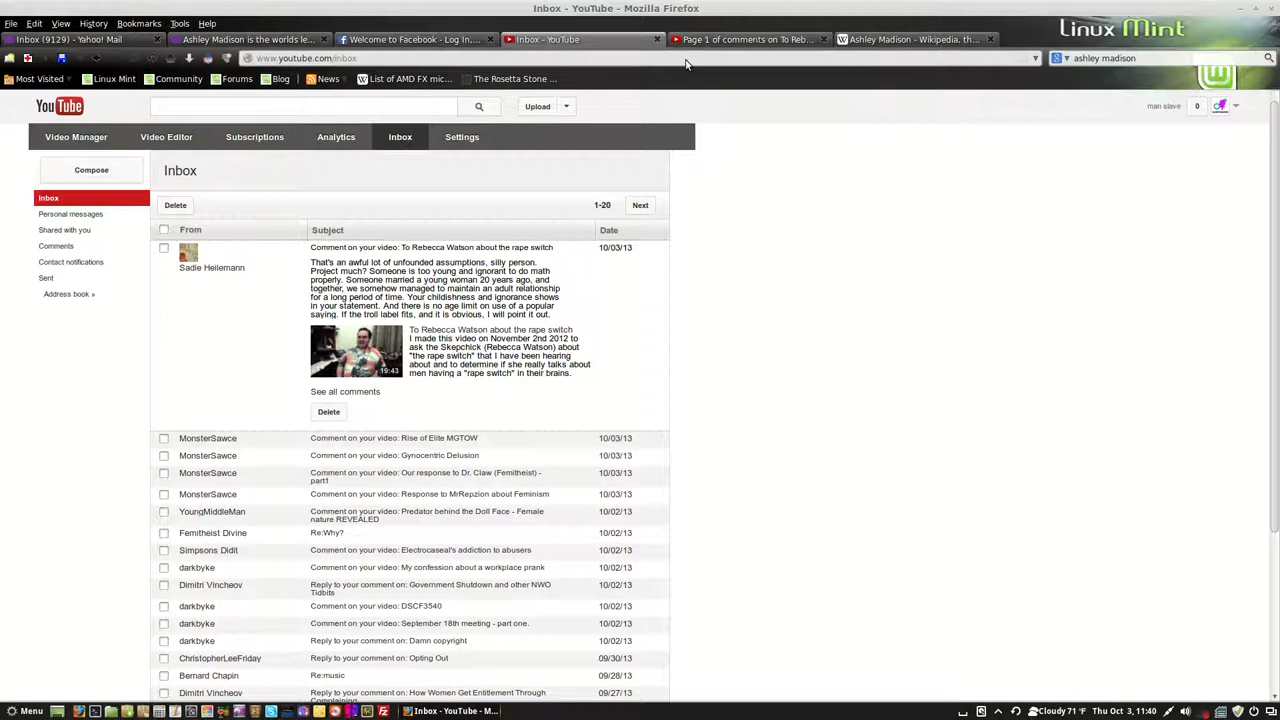 Inbox - YouTube - Mozilla Firefox
File Edit View History Bookmarks Tools Help
Linux Mint
Inbox (9129) - Yahoo! Mail
Ashley Madison is the worlds le...
Welcome to Facebook - Log In, ...
Inbox - YouTube
Page 1 of comments on To Reb...
Ashley Madison - Wikipedia, th...
www.youtube.com/inbox
ashley madison
Most Visited
Linux Mint
Community
Forums
Blog
News
List of AMD FX mic...
The Rosetta Stone ...
YouTube
Upload
man slave 0
Video Manager Video Editor Subscriptions Analytics Inbox Settings
Compose
Inbox
Personal messages
Shared with you
Comments
Contact notifications
Sent
Address book »
Inbox
Delete 1-20 Next
From Subject Date
Sadie Heilemann
Comment on your video: To Rebecca Watson about the rape switch 10/03/13
That's an awful lot of unfounded assumptions, silly person.
Project much? Someone is too young and ignorant to do math
properly. Someone married a young woman 20 years ago, and
together, we somehow managed to maintain an adult relationship
for a long period of time. Your childishness and ignorance shows
in your statement. And there is no age limit on use of a popular
saying. If the troll label fits, and it is obvious, I will point it out.
19:43
To Rebecca Watson about the rape switch
I made this video on November 2nd 2012 to
ask the Skepchick (Rebecca Watson) about
"the rape switch" that I have been hearing
about and to determine if she really talks about
men having a "rape switch" in their brains.
See all comments
Delete
MonsterSawce Comment on your video: Rise of Elite MGTOW 10/03/13
MonsterSawce Comment on your video: Gynocentric Delusion 10/03/13
MonsterSawce Comment on your video: Our response to Dr. Claw (Femitheist) - 10/03/13
part1
MonsterSawce Comment on your video: Response to MrRepzion about Feminism 10/03/13
YoungMiddleMan Comment on your video: Predator behind the Doll Face - Female 10/02/13
nature REVEALED
Femitheist Divine Re:Why? 10/02/13
Simpsons Didit Comment on your video: Electrocaseal's addiction to abusers 10/02/13
darkbyke Comment on your video: My confession about a workplace prank 10/02/13
Dimitri Vincheov Reply to your comment on: Government Shutdown and other NWO 10/02/13
Tidbits
darkbyke Comment on your video: DSCF3540 10/02/13
darkbyke Comment on your video: September 18th meeting - part one. 10/02/13
darkbyke Reply to your comment on: Damn copyright 10/02/13
ChristopherLeeFriday Reply to your comment on: Opting Out 09/30/13
Bernard Chapin Re:music 09/28/13
Dimitri Vincheov Reply to your comment on: How Women Get Entitlement Through 09/27/13
Complaining
Menu
Inbox - YouTube - M...
Cloudy 71 °F Thu Oct 3, 11:40